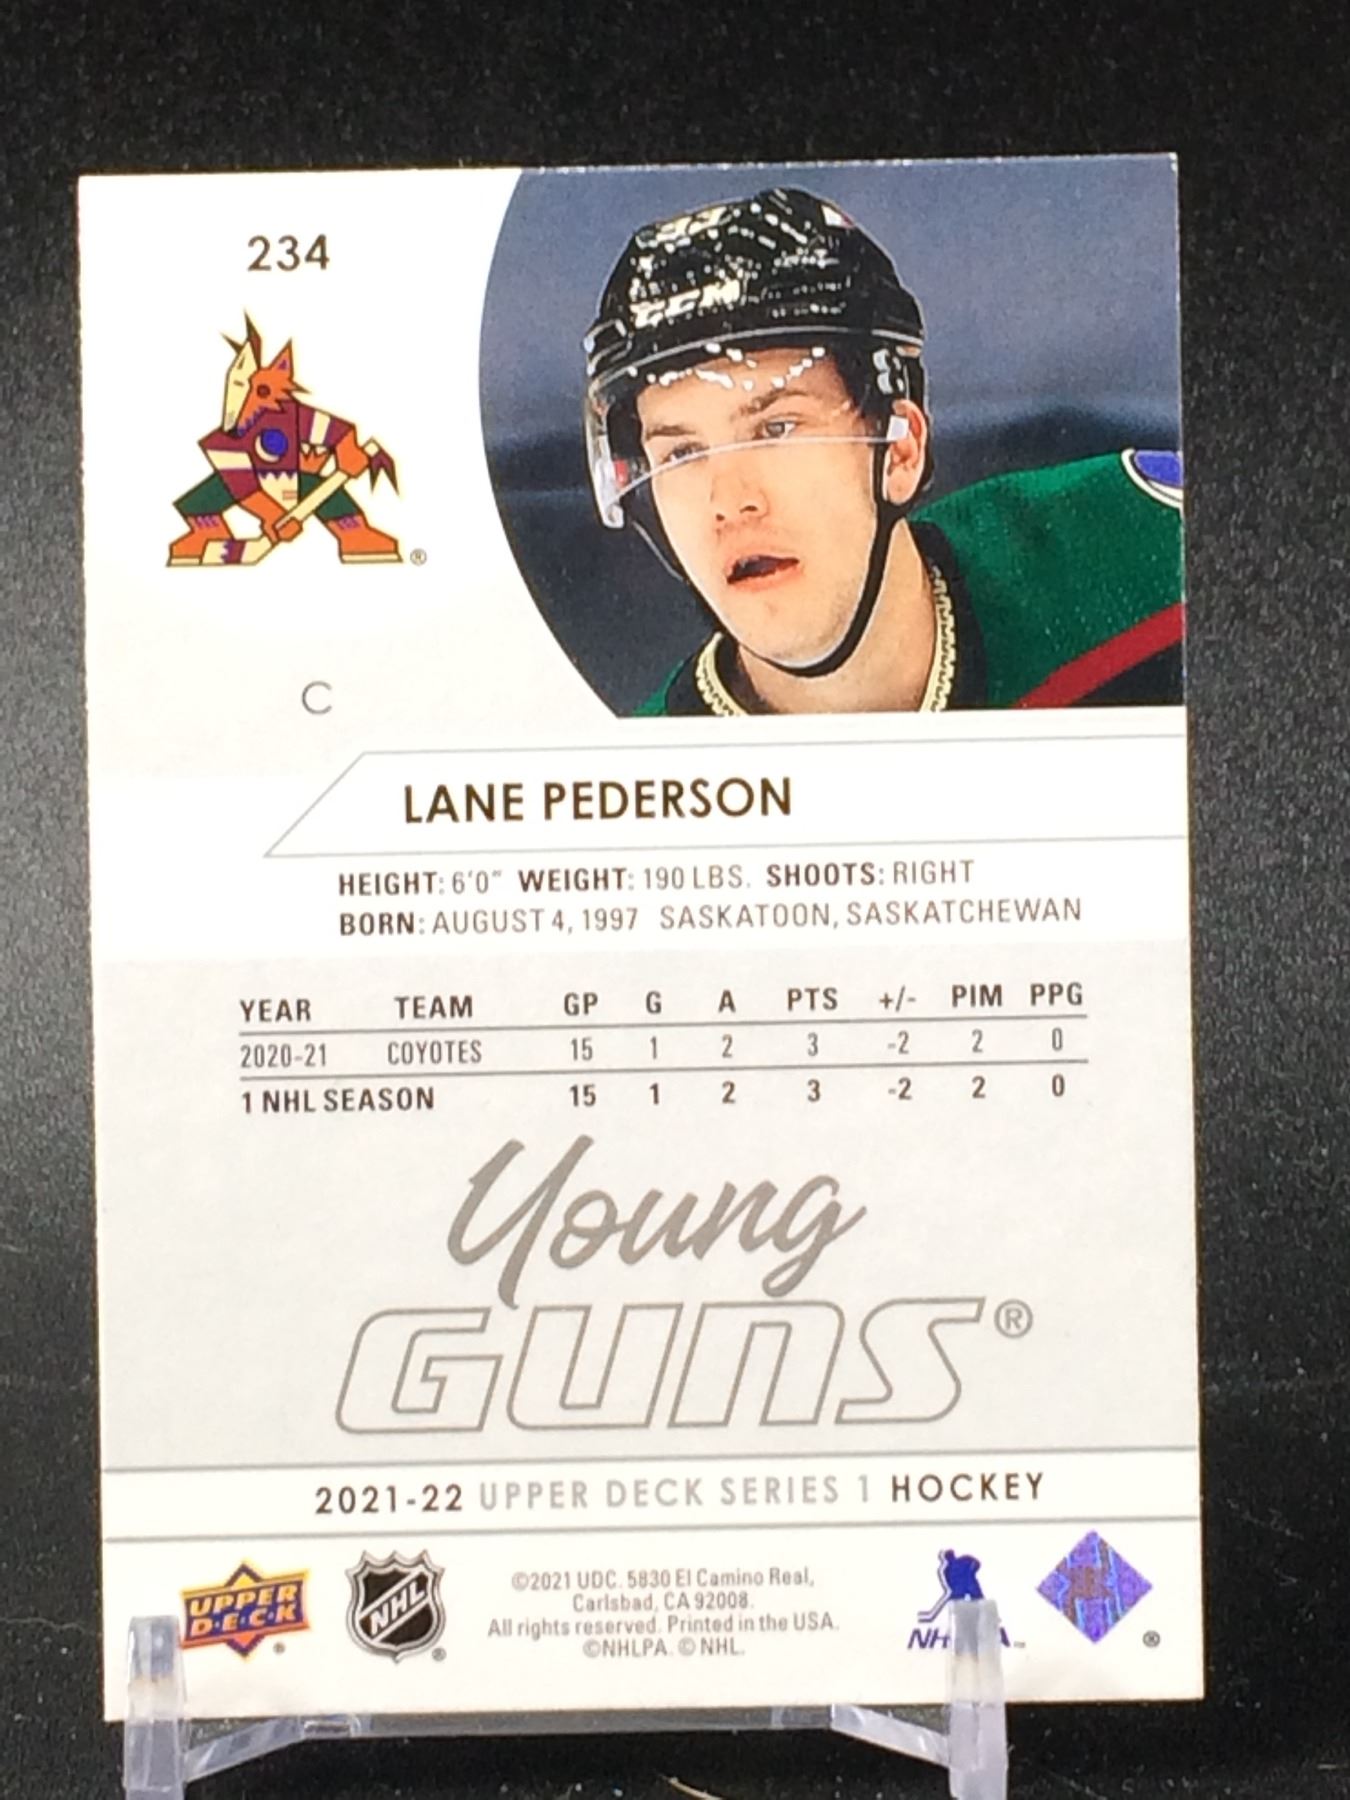 234
CCM
®
C
LANE PEDERSON
HEIGHT: 6'0" WEIGHT: 190 LBS. SHOOTS: RIGHT
BORN: AUGUST 4, 1997 SASKATOON, SASKATCHEWAN
YEAR TEAM GP G A PTS +/- PIM PPG
2020-21 COYOTES 15 1 2 3 -2 2 0
1 NHL SEASON 15 1 2 3 -2 2 0
Young
GUNS®
2021-22 UPPER DECK SERIES 1 HOCKEY
UPPER
D·E·C·K
®
NHL
®
©2021 UDC. 5830 El Camino Real,
Carlsbad, CA 92008.
All rights reserved. Printed in the USA.
©NHLPA. © NHL.
™
®